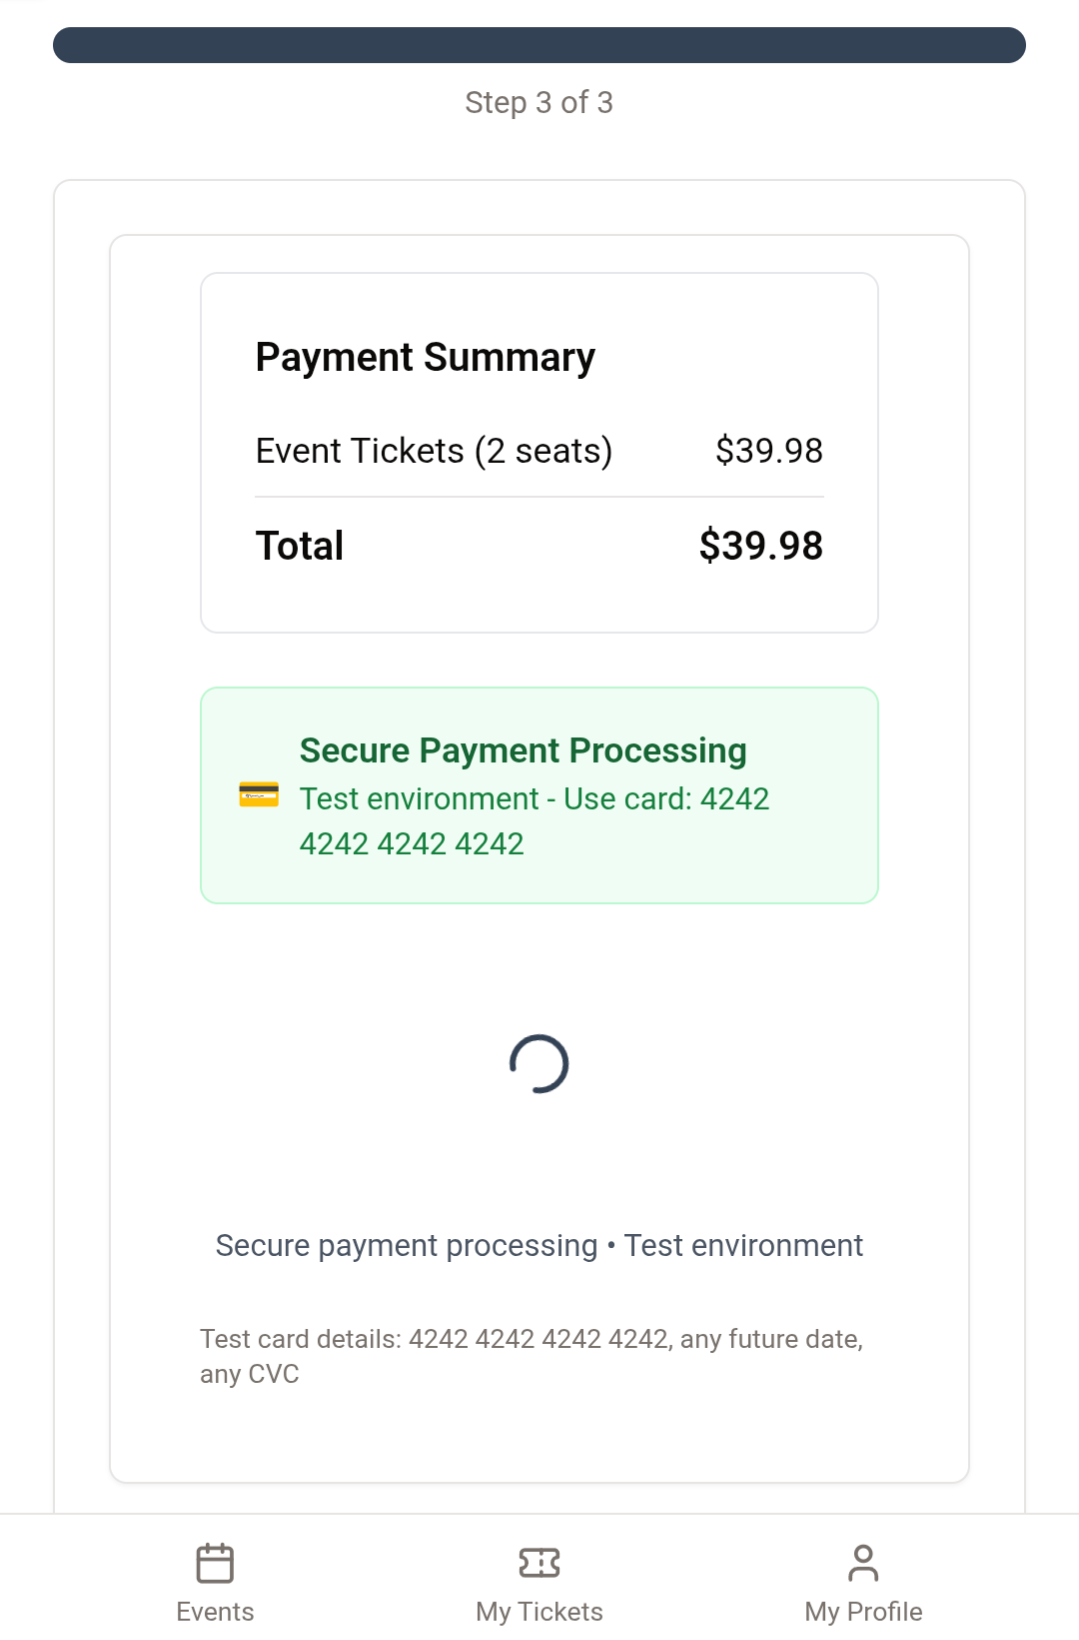 Step 3 of 3
Payment Summary
Event Tickets (2 seats) $39.98
Total $39.98
Secure Payment Processing
Test environment - Use card: 4242
4242 4242 4242
Secure payment processing • Test environment
Test card details: 4242 4242 4242 4242, any future date,
any CVC
Events My Tickets My Profile